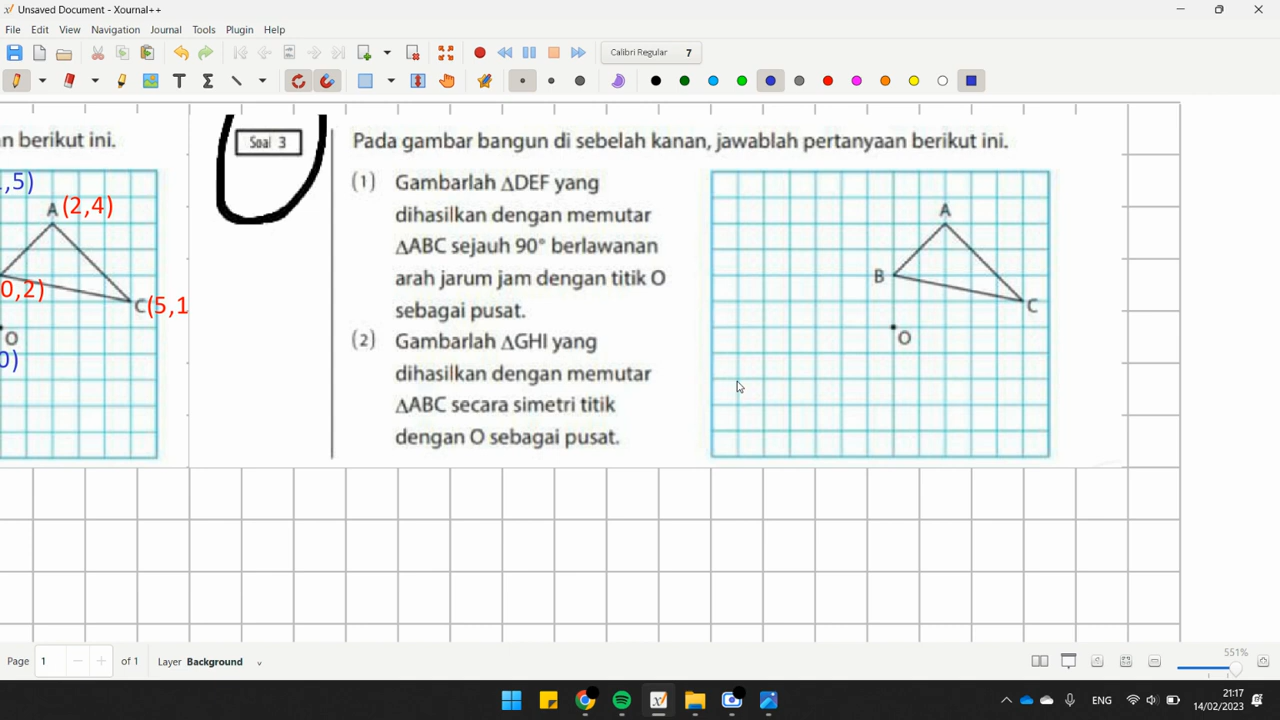 Unsaved Document - Xournal++
File Edit View Navigation Journal Tools Plugin Help
Calibri Regular 7
an berikut ini.
,5)
A (2,4)
0,2)
C(5,1
O
0)
Soal 3
Pada gambar bangun di sebelah kanan, jawablah pertanyaan berikut ini.
(1) Gambarlah △DEF yang
dihasilkan dengan memutar
△ABC sejauh 90° berlawanan
arah jarum jam dengan titik O
sebagai pusat.
(2) Gambarlah △GHI yang
dihasilkan dengan memutar
△ABC secara simetri titik
dengan O sebagai pusat.
A
B
C
O
Page 1 of 1 Layer Background
551%
ENG
21:17
14/02/2023